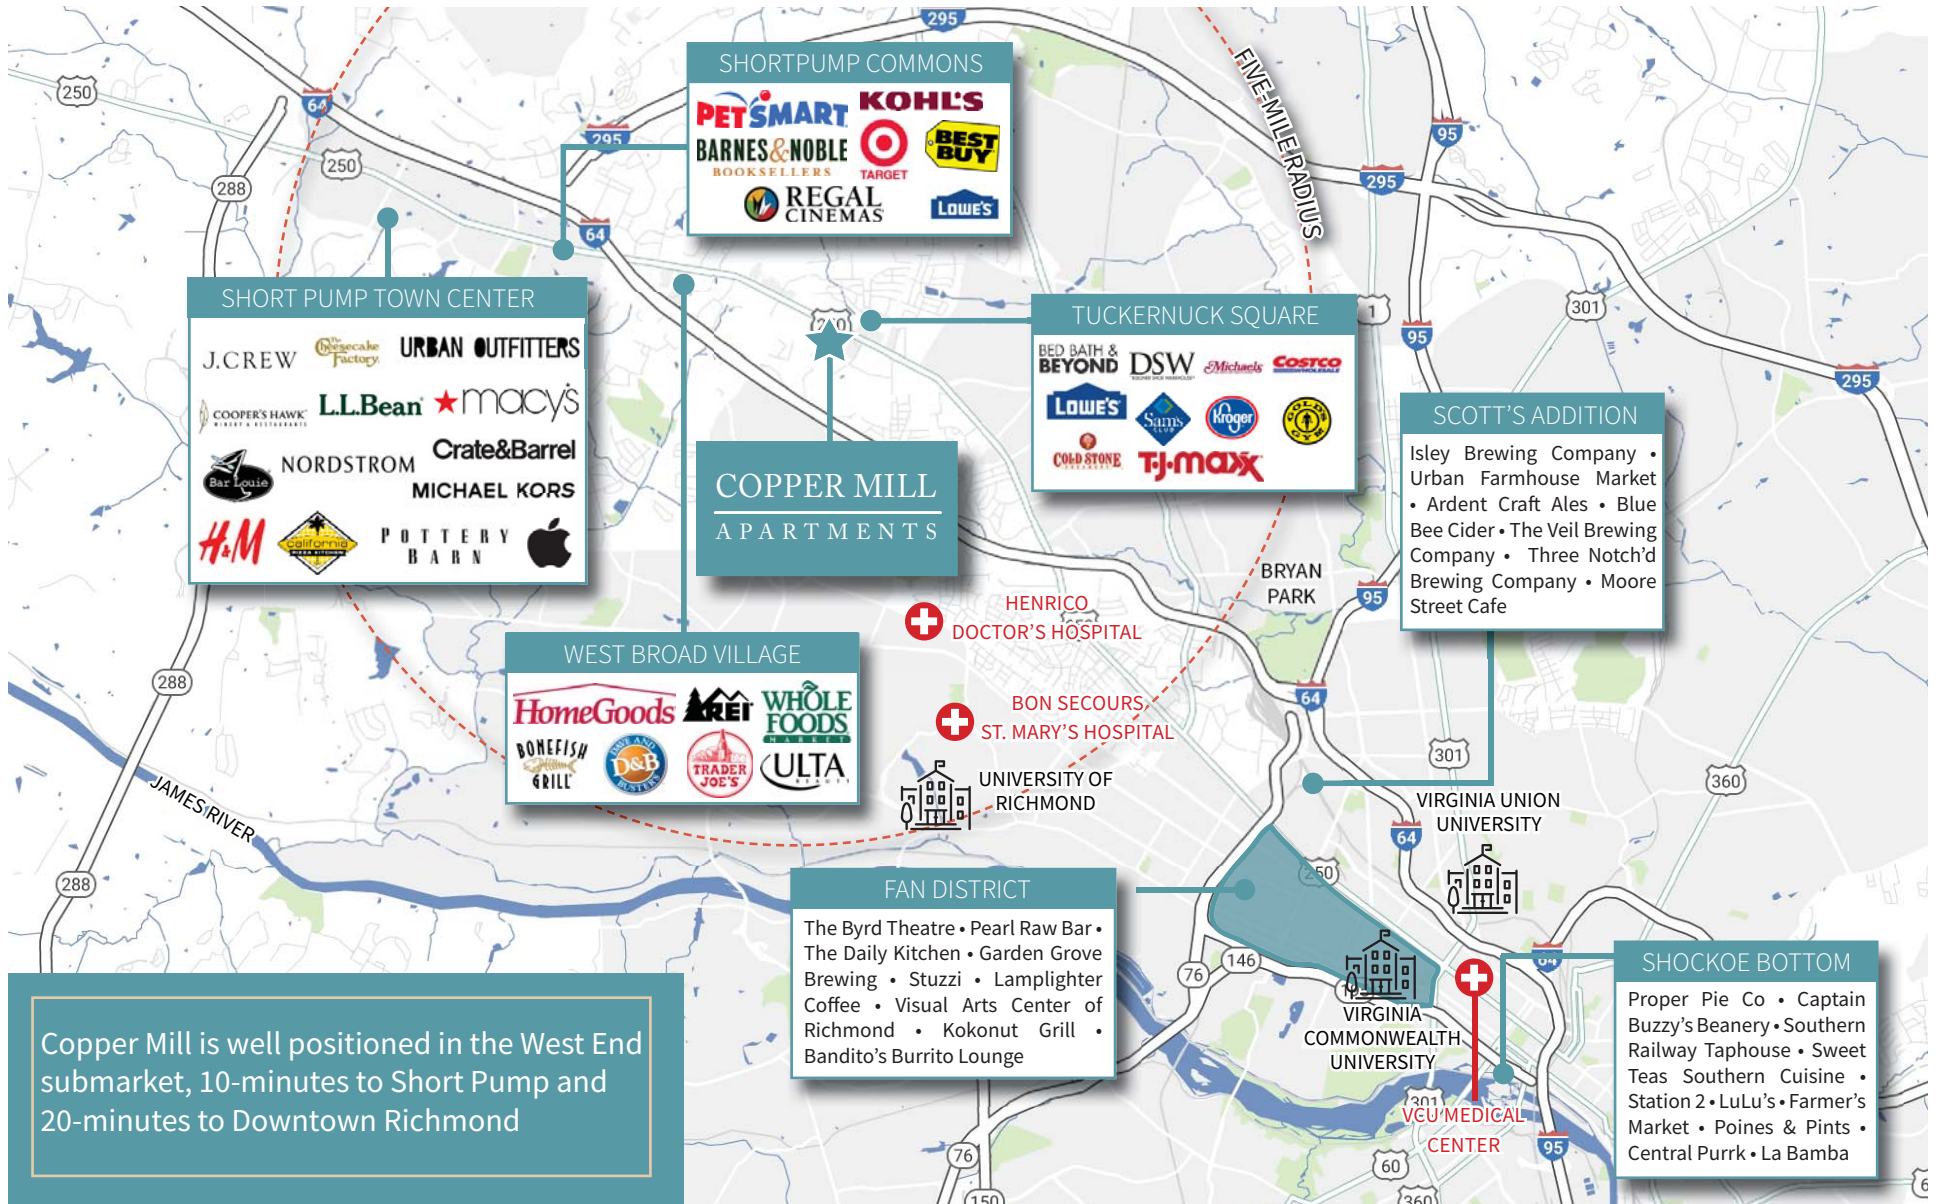 295
250
64
295
250
288
64
SHORTPUMP COMMONS
PETSMART
KOHL'S
BARNES&NOBLE
BOOKSELLERS
TARGET
BEST
BUY
REGAL
CINEMAS
LOWE'S
FIVE-MILE RADIUS
95
295
1
301
95
295
SHORT PUMP TOWN CENTER
J.CREW
The
Cheesecake
Factory
URBAN OUTFITTERS
COOPER'S HAWK
WINERY & RESTAURANTS
L.L.Bean
macy's
Bar Louie
NORDSTROM
Crate&Barrel
MICHAEL KORS
H&M
california
PIZZA KITCHEN
POTTERY
BARN
TUCKERNUCK SQUARE
BED BATH &
BEYOND
DSW
Michaels
COSTCO
WHOLESALE
LOWE'S
Sam's
CLUB
Kroger
GOLD'S
GYM
COLD STONE
CREAMERY
T·J·maxx
COPPER MILL
APARTMENTS
SCOTT'S ADDITION
Isley Brewing Company •
Urban Farmhouse Market
• Ardent Craft Ales • Blue
Bee Cider • The Veil Brewing
Company • Three Notch'd
Brewing Company • Moore
Street Cafe
BRYAN
PARK
95
HENRICO
DOCTOR'S HOSPITAL
WEST BROAD VILLAGE
HomeGoods
REI
WHOLE
FOODS
MARKET
BONEFISH
GRILL
DAVE AND
D&B
BUSTER'S
TRADER
JOE'S
ULTA
BEAUTY
288
64
BON SECOURS
ST. MARY'S HOSPITAL
301
360
UNIVERSITY OF
RICHMOND
JAMES RIVER
VIRGINIA UNION
UNIVERSITY
64
288
250
FAN DISTRICT
The Byrd Theatre • Pearl Raw Bar •
The Daily Kitchen • Garden Grove
Brewing • Stuzzi • Lamplighter
Coffee • Visual Arts Center of
Richmond • Kokonut Grill •
Bandito's Burrito Lounge
76
146
64
VIRGINIA
COMMONWEALTH
UNIVERSITY
SHOCKOE BOTTOM
Proper Pie Co • Captain
Buzzy's Beanery • Southern
Railway Taphouse • Sweet
Teas Southern Cuisine •
Station 2 • LuLu's • Farmer's
Market • Poines & Pints •
Central Purrk • La Bamba
301
VCU MEDICAL
CENTER
95
76
60
150
360
Copper Mill is well positioned in the West End
submarket, 10-minutes to Short Pump and
20-minutes to Downtown Richmond